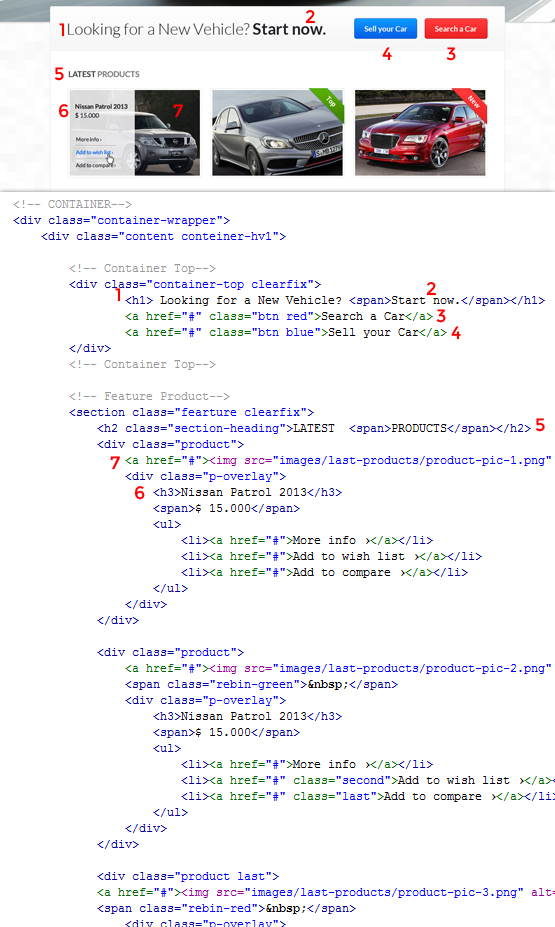 1 Looking for a New Vehicle? Start now. 2
Sell your Car
Search a Car
4
3
5 LATEST PRODUCTS
6 Nissan Patrol 2013
7
$ 15.000
More info ›
Add to wish list ›
Add to compare ›
Top
New
<!-- CONTAINER-->
<div class="container-wrapper">
<div class="content conteiner-hv1">
<!-- Container Top-->
<div class="container-top clearfix">
1 <h1> Looking for a New Vehicle? <span>Start now.</span></h1> 2
<a href="#" class="btn red">Search a Car</a> 3
<a href="#" class="btn blue">Sell your Car</a> 4
</div>
<!-- Container Top-->
<!-- Feature Product-->
<section class="fearture clearfix">
<h2 class="section-heading">LATEST  <span>PRODUCTS</span></h2> 5
<div class="product">
7 <a href="#"><img src="images/last-products/product-pic-1.png"
<div class="p-overlay">
6 <h3>Nissan Patrol 2013</h3>
<span>$ 15.000</span>
<ul>
<li><a href="#">More info ›</a></li>
<li><a href="#">Add to wish list ›</a></li>
<li><a href="#">Add to compare ›</a></li>
</ul>
</div>
</div>
<div class="product">
<a href="#"><img src="images/last-products/product-pic-2.png"
<span class="rebin-green">&nbsp;</span>
<div class="p-overlay">
<h3>Nissan Patrol 2013</h3>
<span>$ 15.000</span>
<ul>
<li><a href="#">More info ›</a></li>
<li><a href="#" class="second">Add to wish list ›</a><
<li><a href="#" class="last">Add to compare ›</a></li
</ul>
</div>
</div>
<div class="product last">
<a href="#"><img src="images/last-products/product-pic-3.png" alt=
<span class="rebin-red">&nbsp;</span>
<div class="p-overlay">